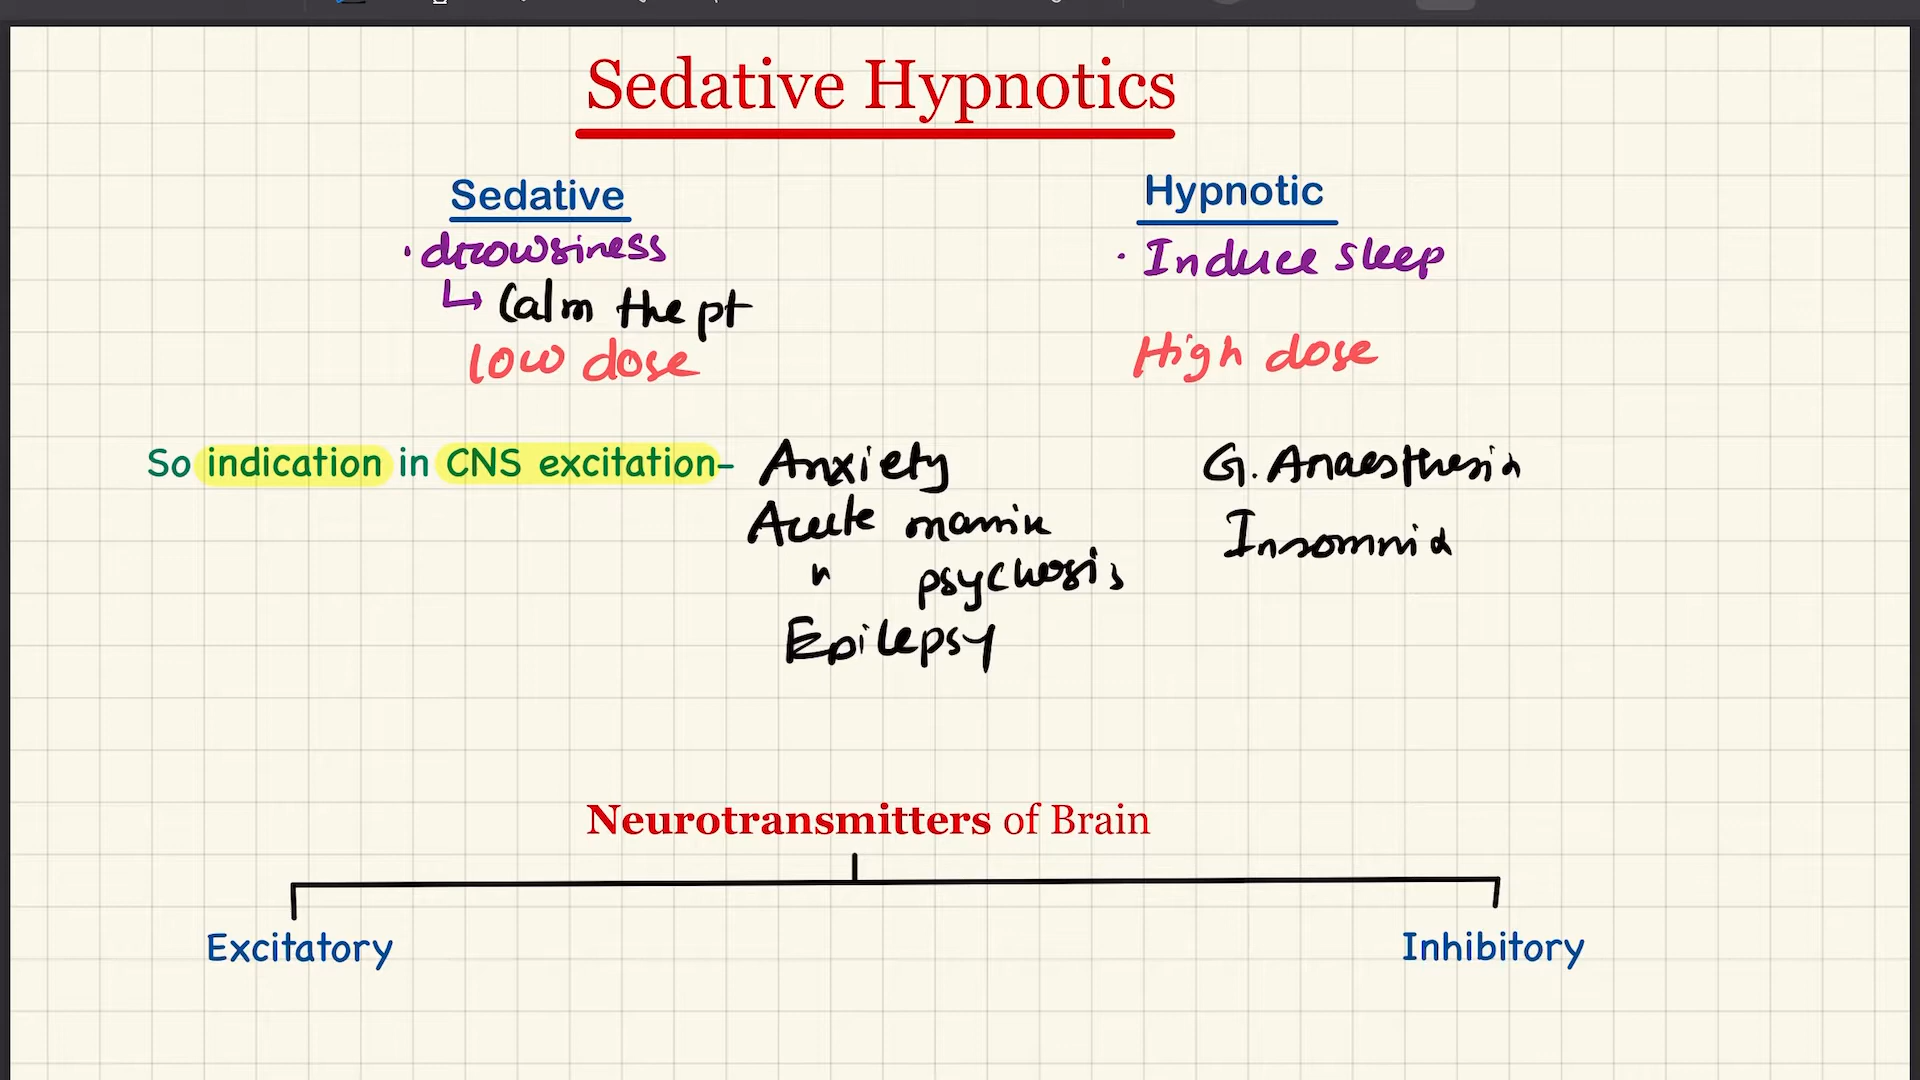 Sedative Hypnotics
Sedative
• drowsiness
↳ Calm the pt
low dose
Hypnotic
• Induce sleep
High dose
So indication in CNS excitation- Anxiety
Acute mania
" psychosis
Epilepsy
G. Anaesthesia
Insomnia
Neurotransmitters of Brain
Excitatory
Inhibitory